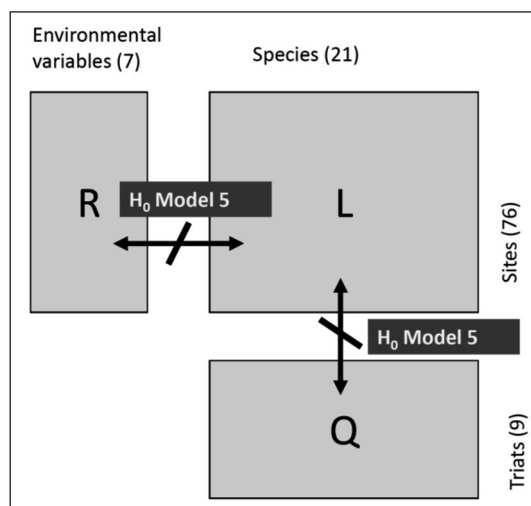 Environmental
variables (7)
Species (21)
R
H₀ Model 5
L
Sites (76)
H₀ Model 5
Q
Triats (9)